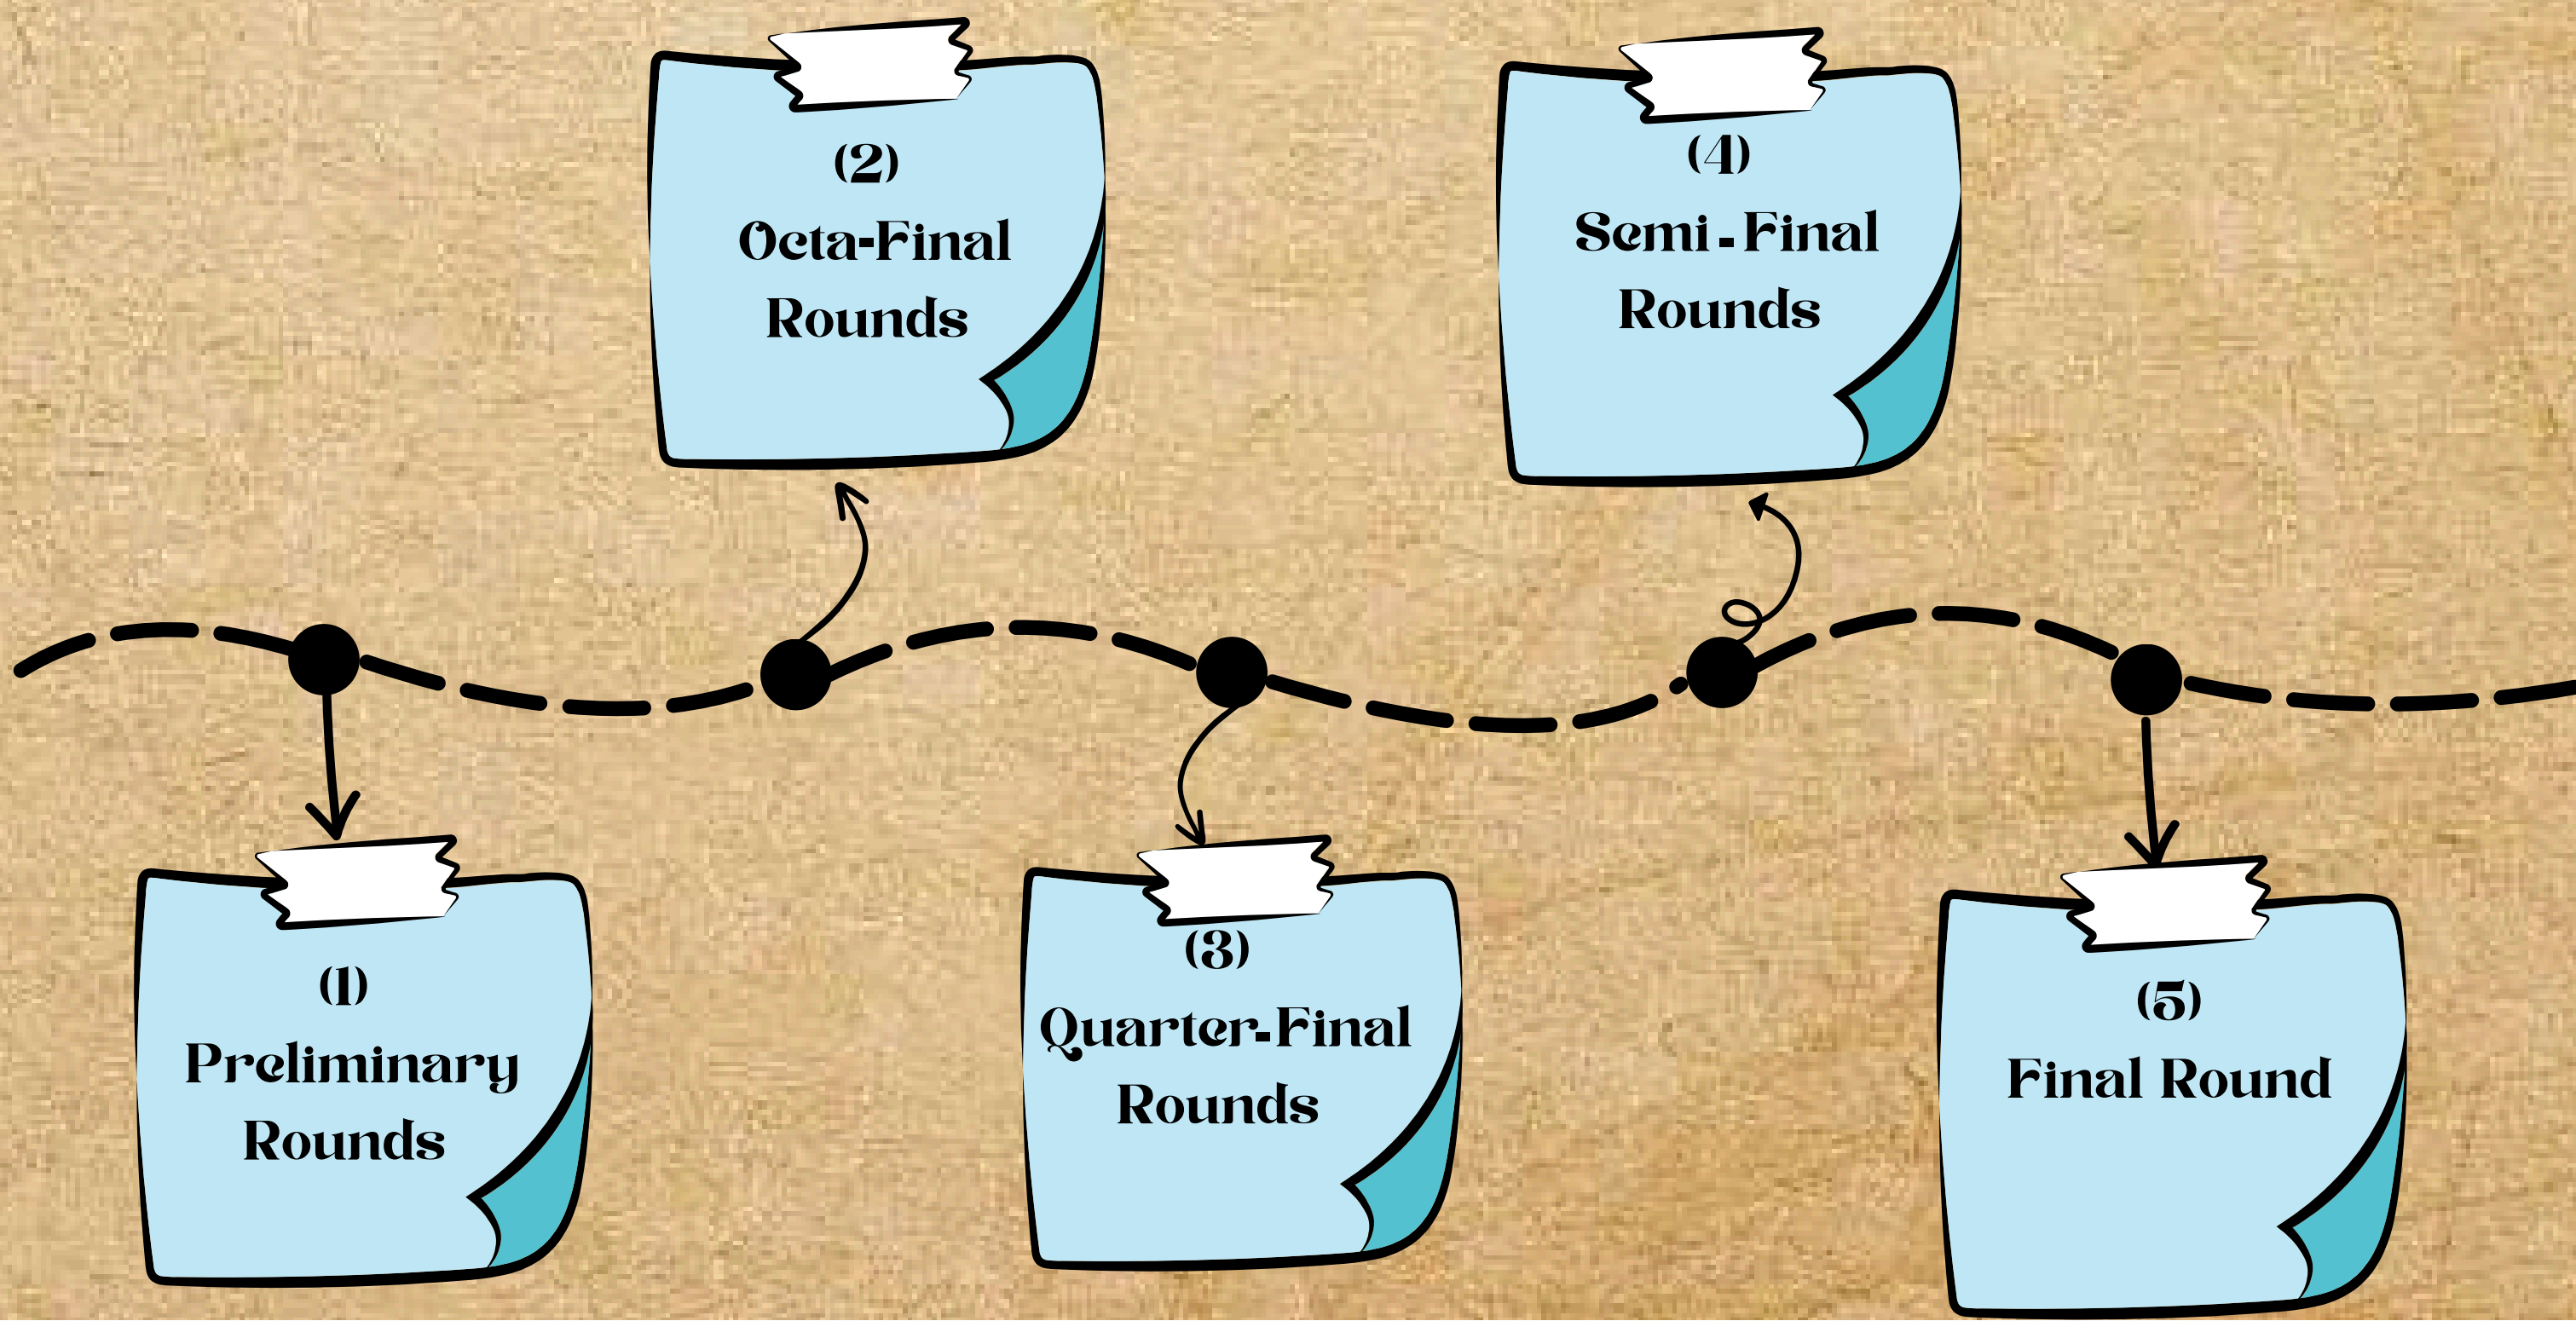 (1)
Preliminary
Rounds
(2)
Octa-Final
Rounds
(3)
Quarter-Final
Rounds
(4)
Semi-Final
Rounds
(5)
Final Round